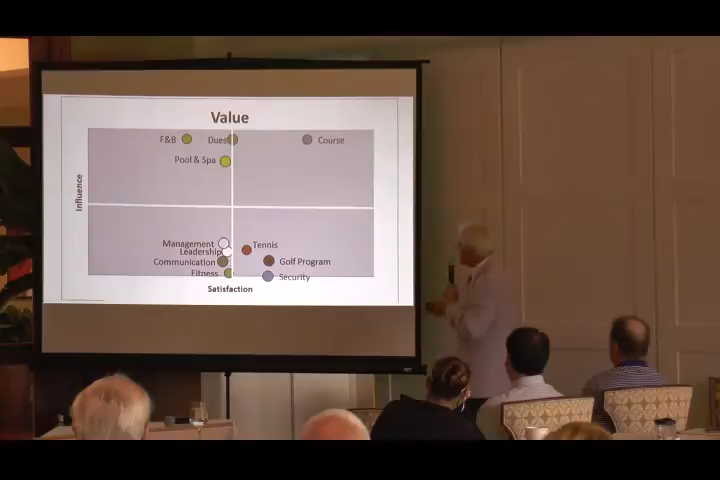 Value
F&B
Dues
Course
Pool & Spa
Influence
Management
Tennis
Leadership
Communication
Golf Program
Fitness
Security
Satisfaction